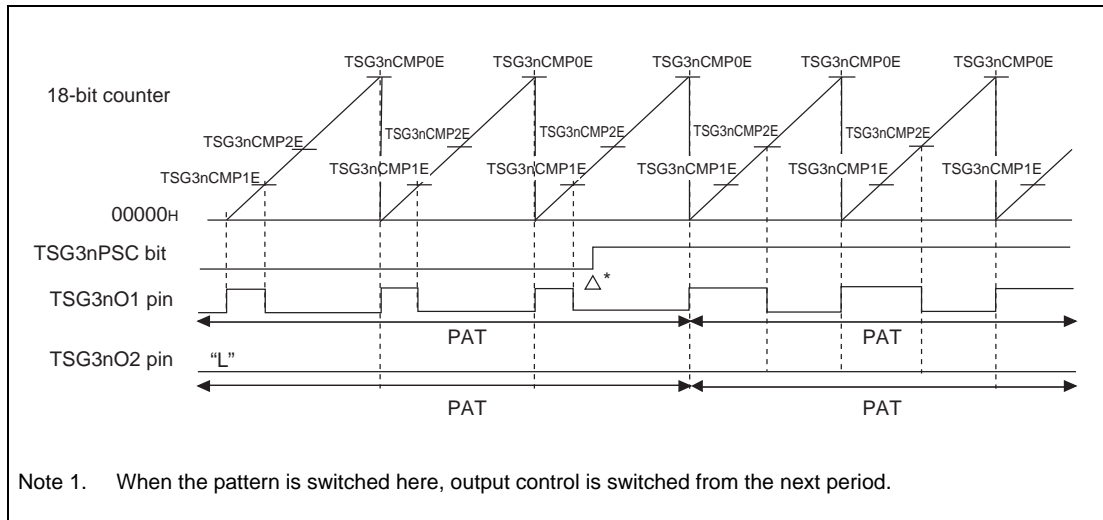 TSG3nCMP0E TSG3nCMP0E TSG3nCMP0E TSG3nCMP0E TSG3nCMP0E
18-bit counter
TSG3nCMP2E TSG3nCMP2E TSG3nCMP2E TSG3nCMP2E TSG3nCMP2E
TSG3nCMP1E TSG3nCMP1E TSG3nCMP1E TSG3nCMP1E TSG3nCMP1E TSG3nCMP1E
00000H
TSG3nPSC bit
*
TSG3nO1 pin
PAT PAT
TSG3nO2 pin "L"
PAT PAT
Note 1. When the pattern is switched here, output control is switched from the next period.